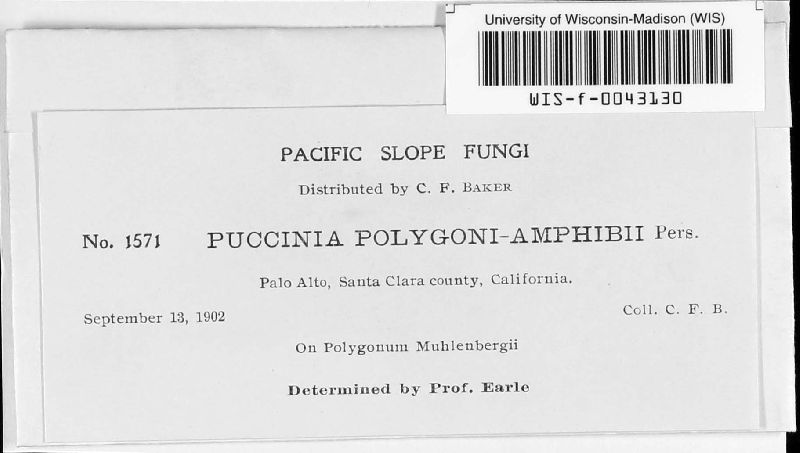 University of Wisconsin-Madison (WIS)
WIS-f-0043130
PACIFIC SLOPE FUNGI
Distributed by C. F. BAKER
No. 1571 PUCCINIA POLYGONI-AMPHIBII Pers.
Palo Alto, Santa Clara county, California.
September 13, 1902 Coll. C. F. B.
On Polygonum Muhlenbergii
Determined by Prof. Earle